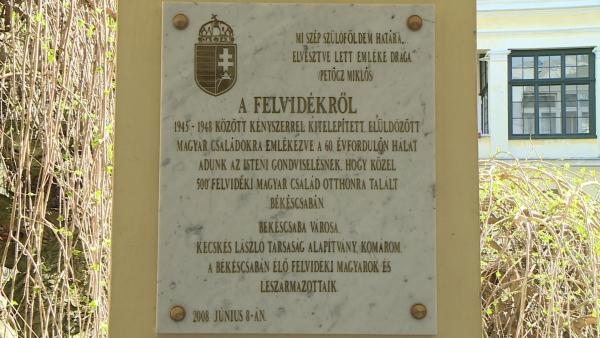 MI SZÉP SZÜLŐFÖLDEM HATÁRA,
ELVESZTVE LETT EMLÉKE DRÁGA.
PETŐCZ MIKLÓS
A FELVIDÉKRŐL
1945 - 1948 KÖZÖTT KÉNYSZERREL KITELEPÍTETT, ELÜLDÖZÖTT
MAGYAR CSALÁDOKRA EMLÉKEZVE A 60. ÉVFORDULÓN HÁLÁT
ADUNK AZ ISTENI GONDVISELÉSNEK, HOGY KÖZEL
500 FELVIDÉKI MAGYAR CSALÁD OTTHONRA TALÁLT
BÉKÉSCSABÁN.
BÉKÉSCSABA VÁROSA,
KECSKÉS LÁSZLÓ TÁRSASÁG ALAPÍTVÁNY, KOMÁROM,
A BÉKÉSCSABÁN ÉLŐ FELVIDÉKI MAGYAROK ÉS
LESZÁRMAZOTTAIK.
2008 JÚNIUS 8-ÁN.